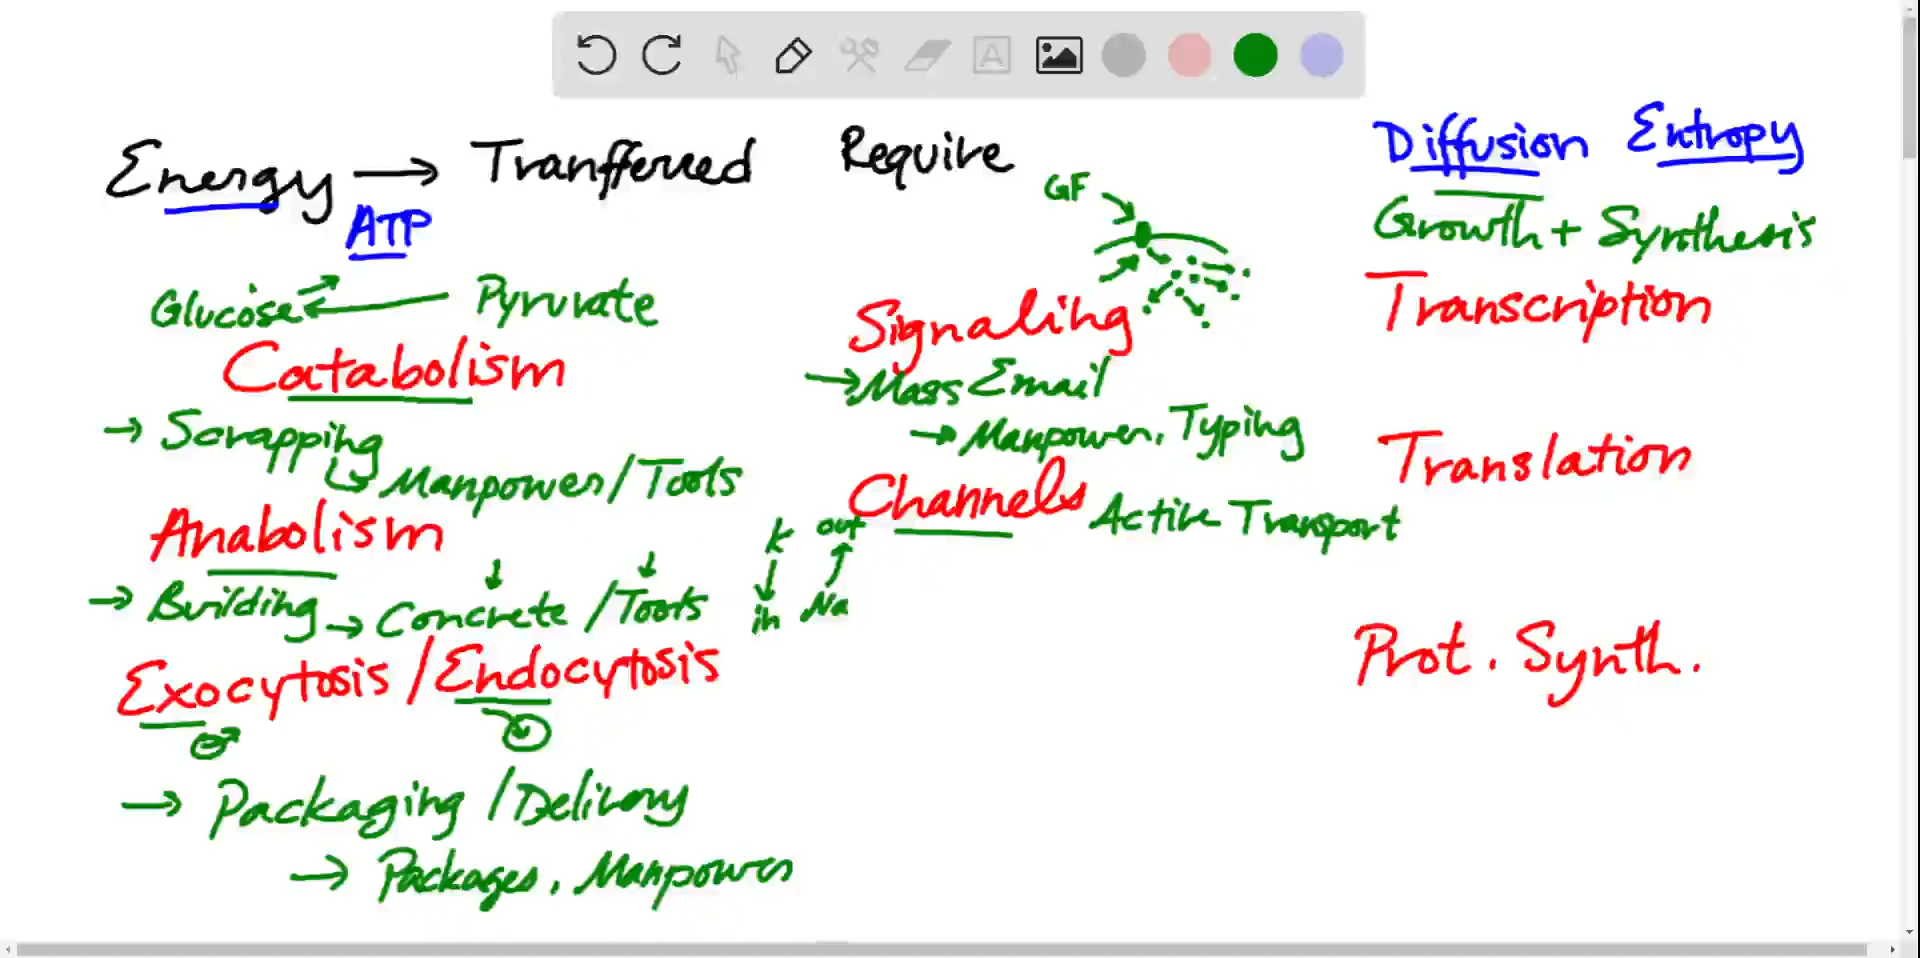 Energy → Tranfferred
ATP
Glucose Pyruvate
Catabolism
→ Scrapping
Manpower/Tools
Anabolism
→ Building → Concrete / Tools
Exocytosis / Endocytosis
→ Packaging / Delivery
→ Packages, Manpower
Require
GF
Signaling
→ Mass Email
→ Manpower, Typing
Channels Active Transport
K out
in Na
Diffusion Entropy
Growth + Synthesis
Transcription
Translation
Prot. Synth.